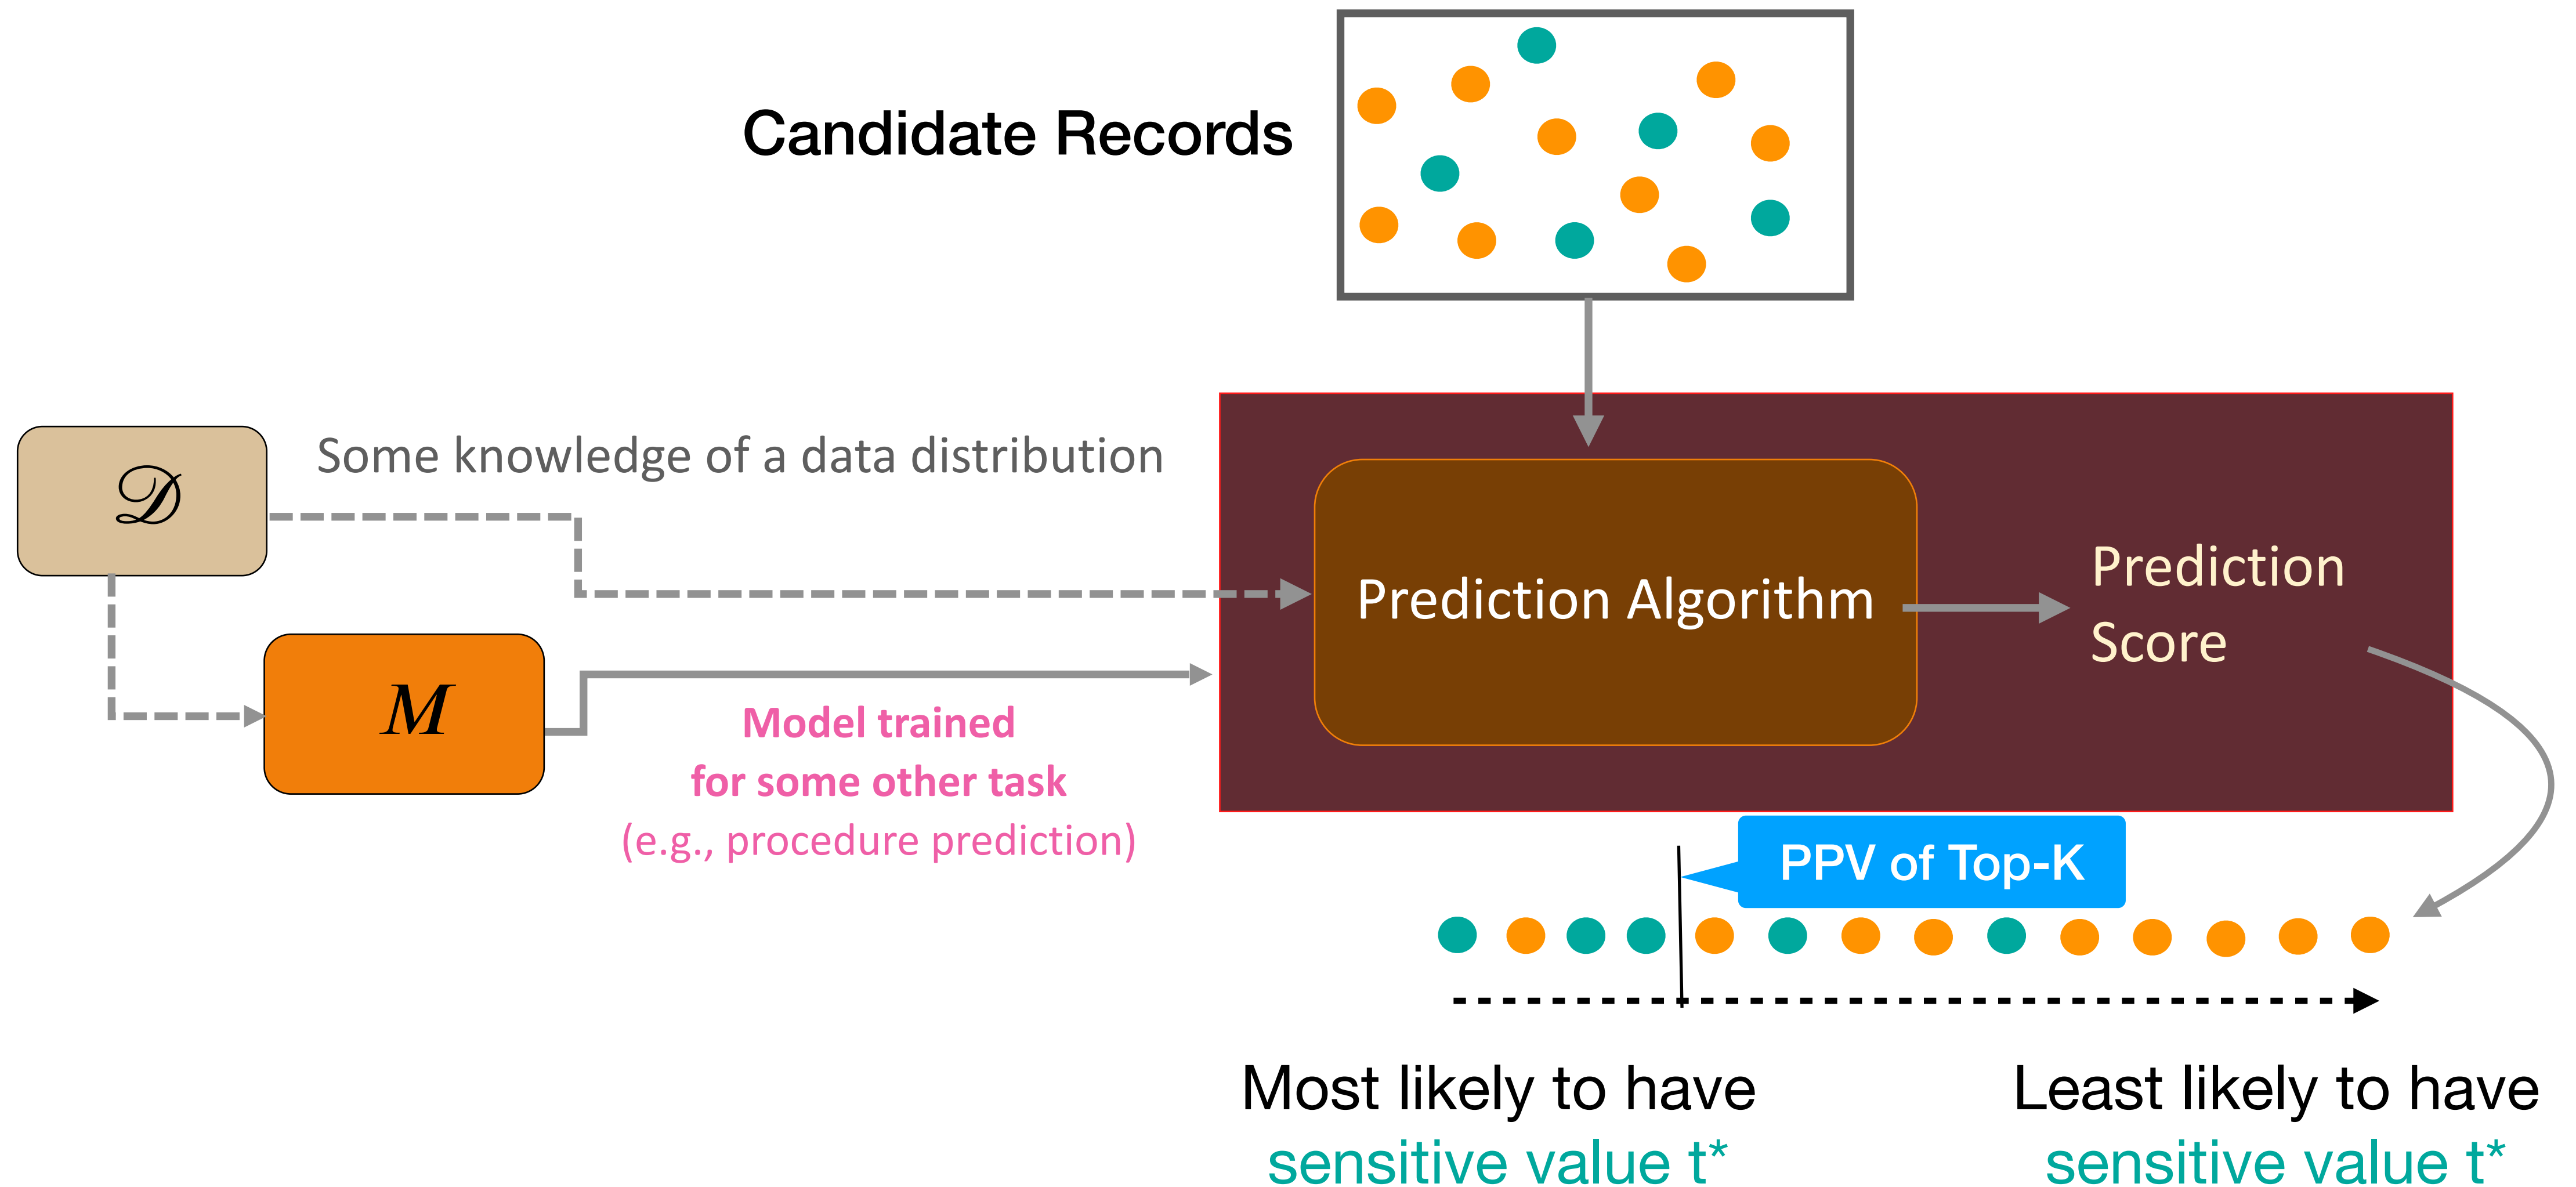 Candidate Records
Some knowledge of a data distribution
𝒟
Prediction Algorithm
Prediction
Score
M
Model trained
for some other task
(e.g., procedure prediction)
PPV of Top-K
Most likely to have
sensitive value t*
Least likely to have
sensitive value t*